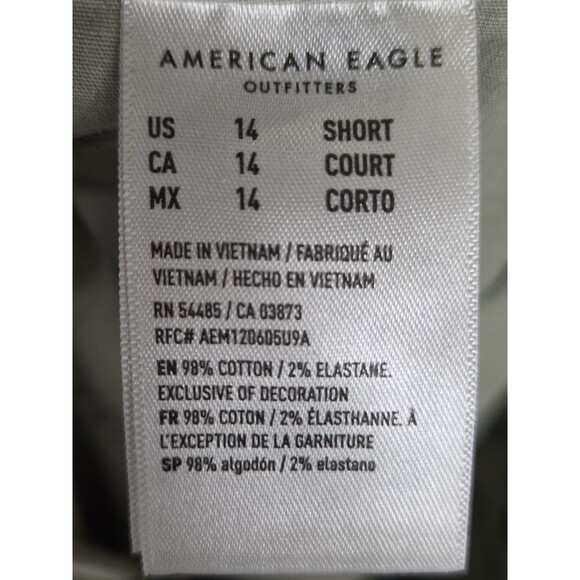 AMERICAN EAGLE
OUTFITTERS
US 14 SHORT
CA 14 COURT
MX 14 CORTO
MADE IN VIETNAM / FABRIQUÉ AU
VIETNAM / HECHO EN VIETNAM
RN 54485 / CA 03873
RFC# AEM120605U9A
EN 98% COTTON / 2% ELASTANE.
EXCLUSIVE OF DECORATION
FR 98% COTON / 2% ÉLASTHANNE. À
L'EXCEPTION DE LA GARNITURE
SP 98% algodón / 2% elastano